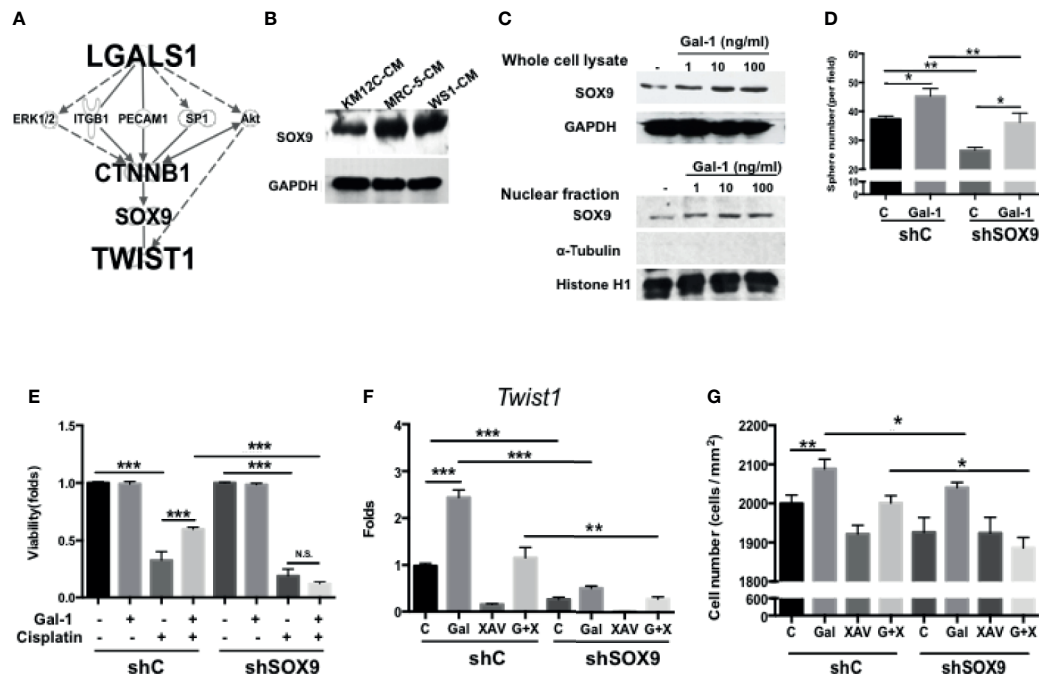 A
LGALS1
ERK1/2 ITGB1 PECAM1 SP1 Akt
CTNNB1
SOX9
TWIST1
B
KM12C-CM
MRC-5-CM
WS1-CM
SOX9
GAPDH
C
Gal-1 (ng/ml)
Whole cell lysate
- 1 10 100
SOX9
GAPDH
Gal-1 (ng/ml)
- 1 10 100
Nuclear fraction
SOX9
α-Tubulin
Histone H1
D
Sphere number(per field)
60
50
40
30
20
10
0
**
**
*
*
C Gal-1 C Gal-1
shC shSOX9
E
Viability(folds)
1.5
1.0
0.5
0.0
***
***
***
***
N.S.
Gal-1 - + - + - + - +
Cisplatin - - + + - - + +
shC shSOX9
F
Twist1
Folds
4
3
2
1
0
***
***
***
**
C Gal XAV G+X C Gal XAV G+X
shC shSOX9
G
Cell number (cells / mm²)
2200
2100
2000
1900
1800
600
0
*
**
*
C Gal XAV G+X C Gal XAV G+X
shC shSOX9